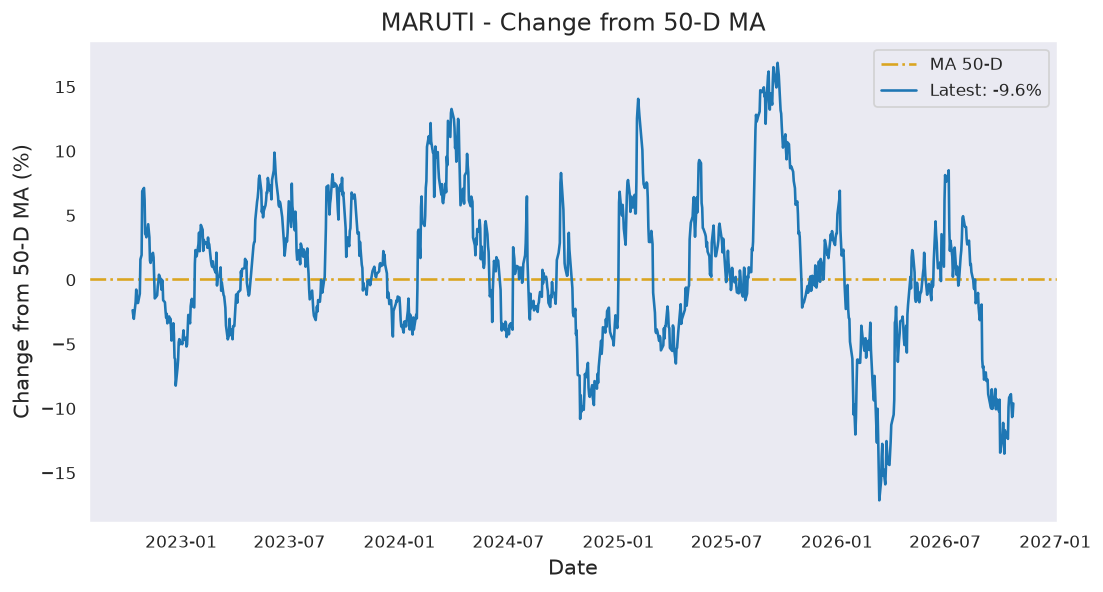 MARUTI - Change from 50-D MA
MA 50-D
Latest: -9.6%
Change from 50-D MA (%)
15
10
5
0
−5
−10
−15
2023-01 2023-07 2024-01 2024-07 2025-01 2025-07 2026-01 2026-07 2027-01
Date